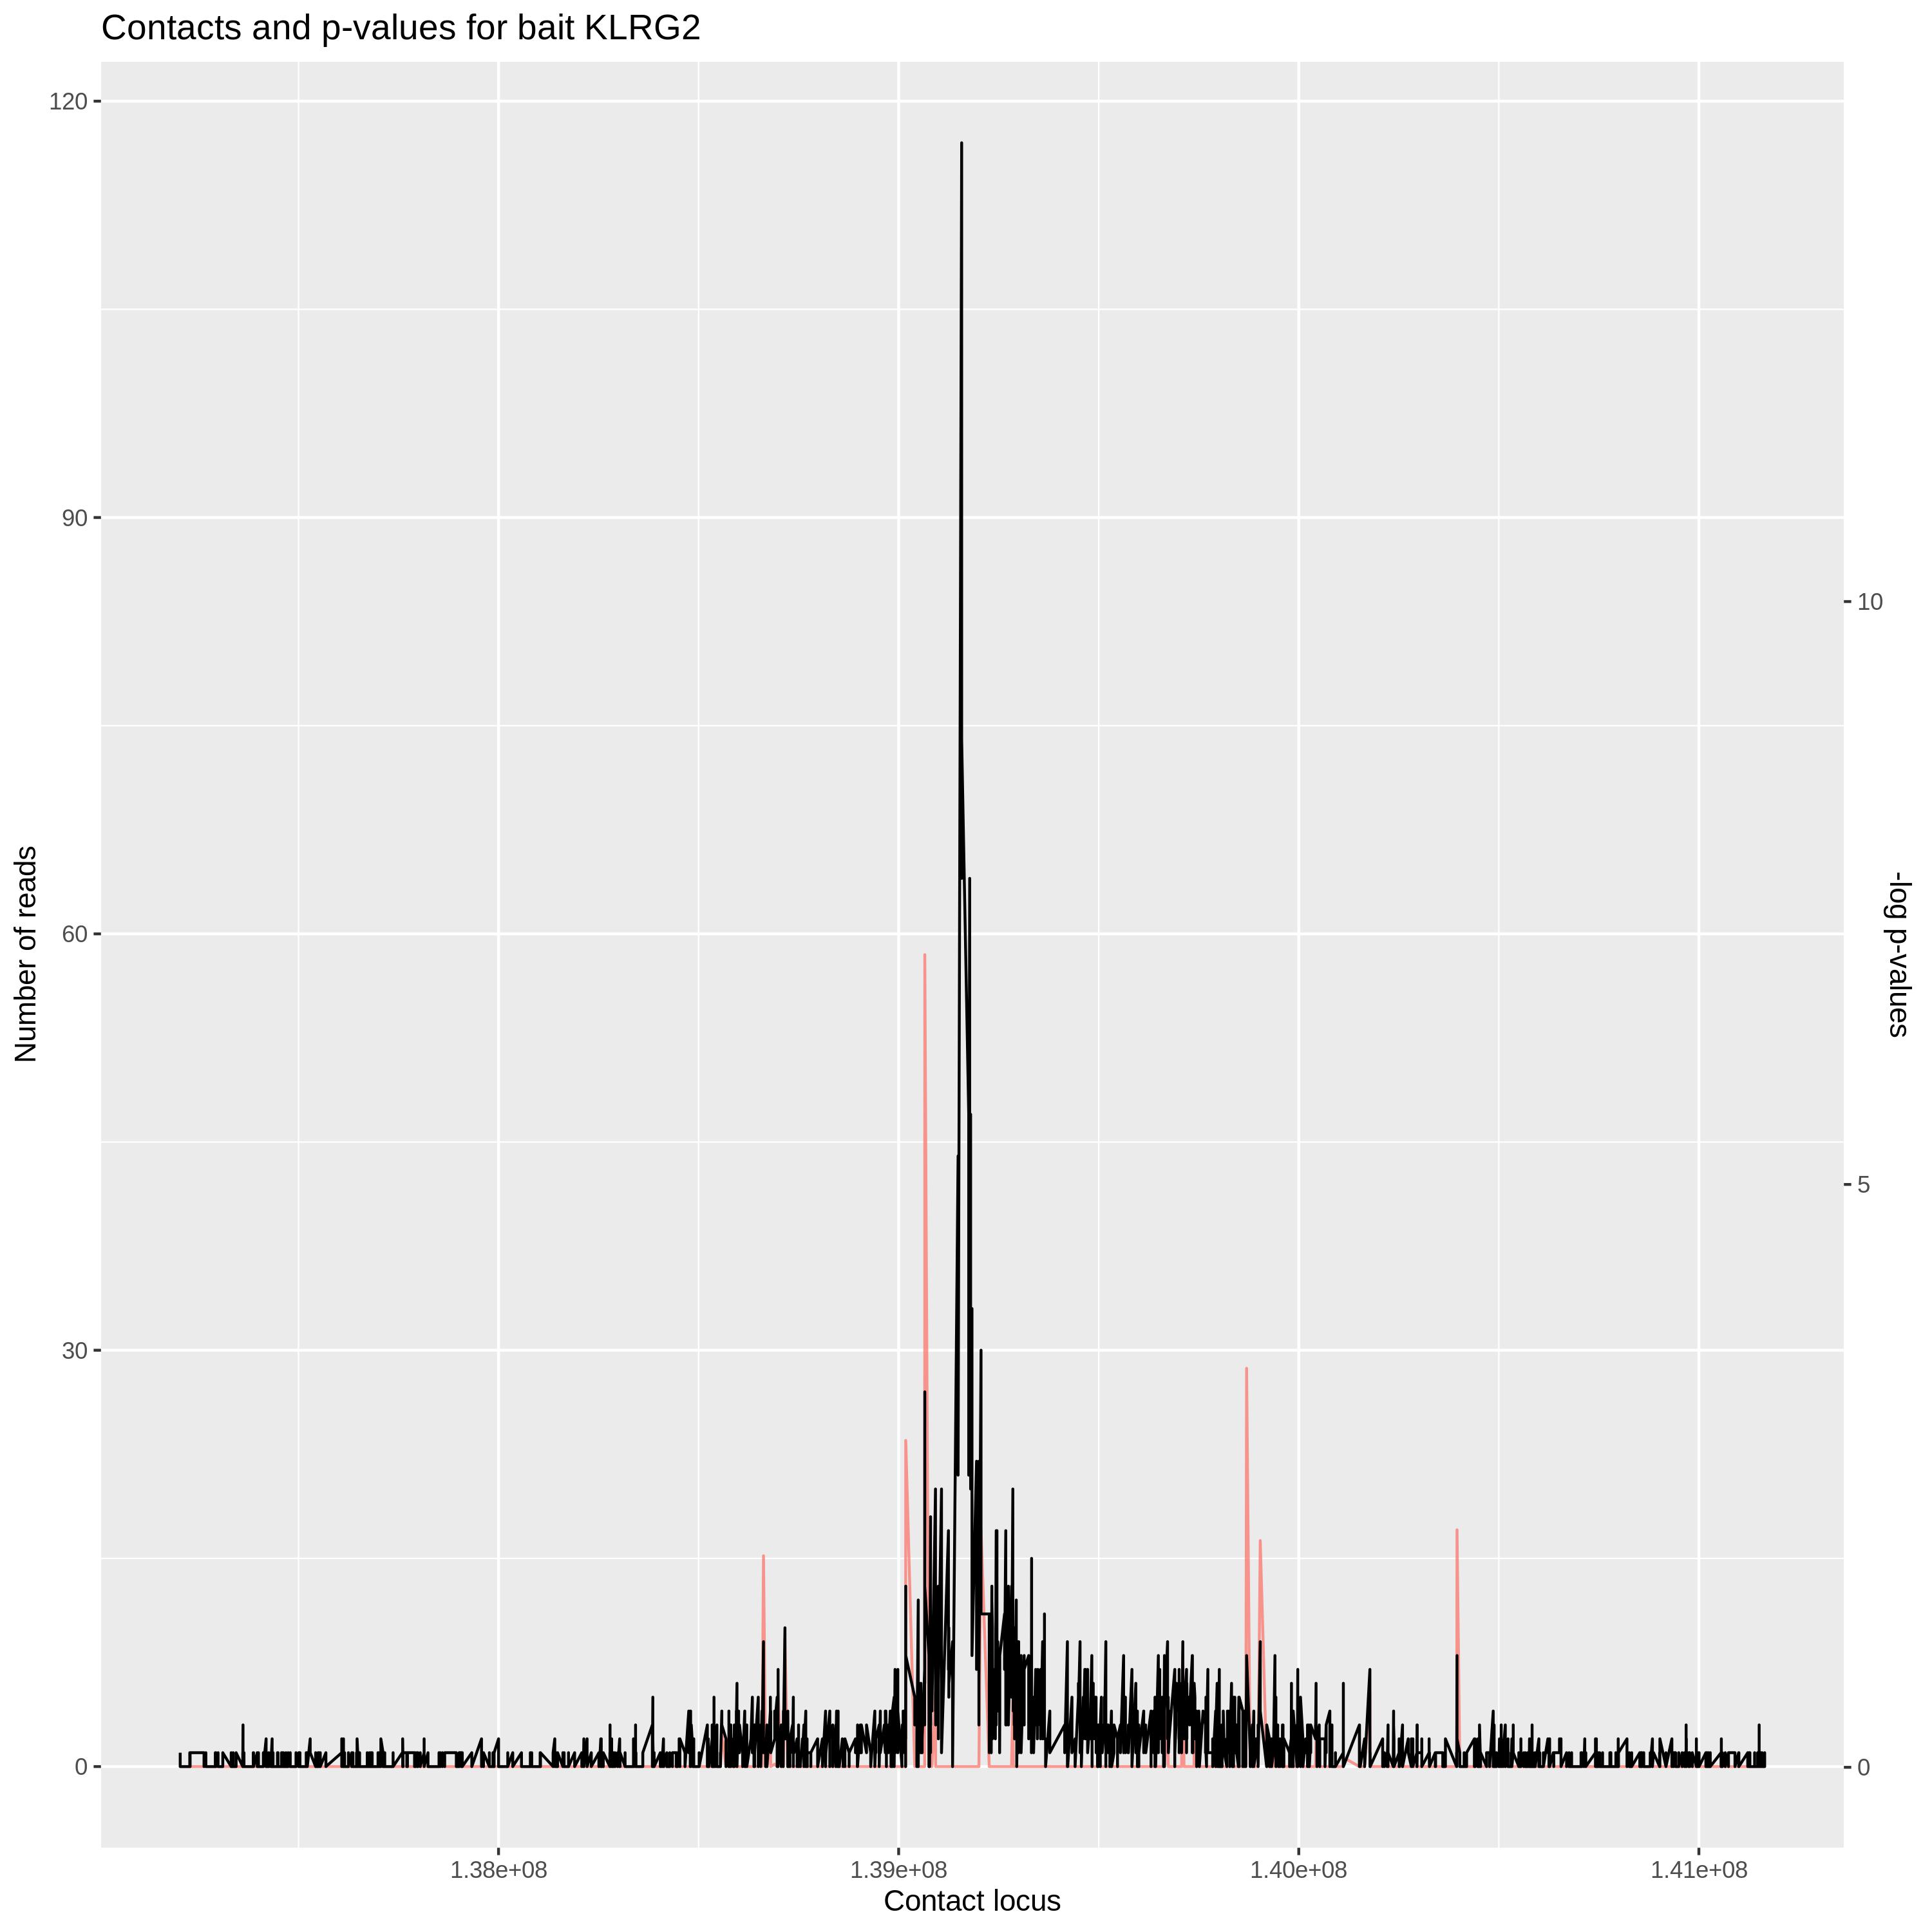 Contacts and p-values for bait KLRG2
120
90
60
30
0
Number of reads
10
5
0
-log p-values
1.38e+08
1.39e+08
1.40e+08
1.41e+08
Contact locus